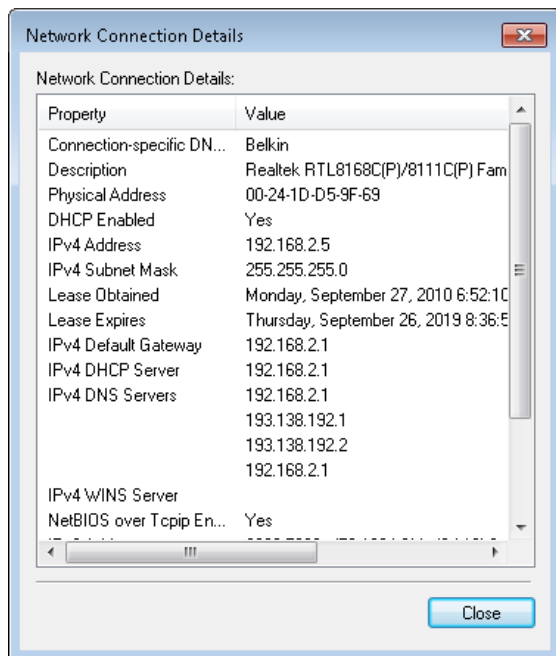 Network Connection Details
Network Connection Details:
Property Value
Connection-specific DN... Belkin
Description Realtek RTL8168C(P)/8111C(P) Fam
Physical Address 00-24-1D-D5-9F-69
DHCP Enabled Yes
IPv4 Address 192.168.2.5
IPv4 Subnet Mask 255.255.255.0
Lease Obtained Monday, September 27, 2010 6:52:10
Lease Expires Thursday, September 26, 2019 8:36:5
IPv4 Default Gateway 192.168.2.1
IPv4 DHCP Server 192.168.2.1
IPv4 DNS Servers 192.168.2.1
193.138.192.1
193.138.192.2
192.168.2.1
IPv4 WINS Server
NetBIOS over Tcpip En... Yes
Close